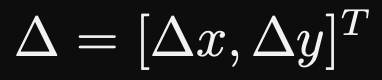 Δ = [Δx, Δy]ᵀ